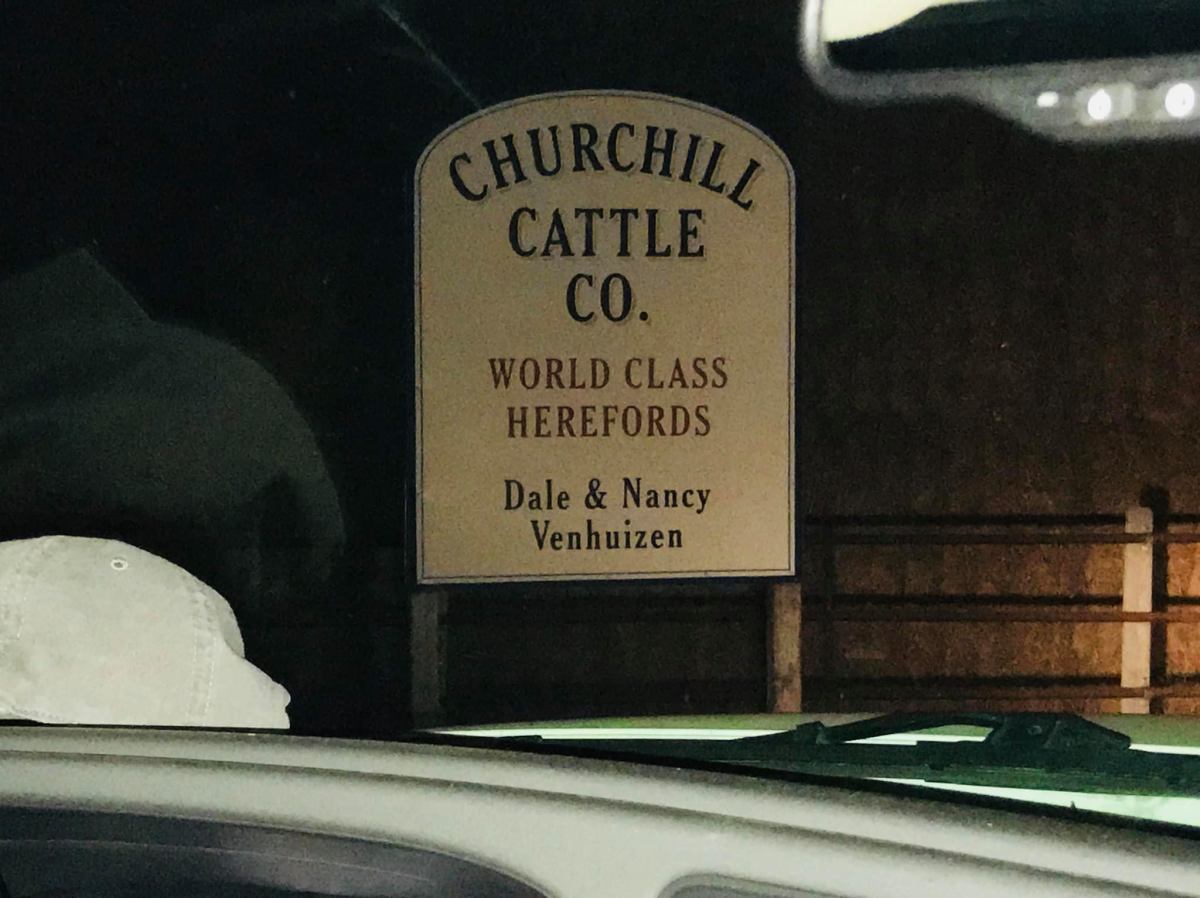 CHURCHILL
CATTLE
CO.
WORLD CLASS
HEREFORDS
Dale & Nancy
Venhuizen